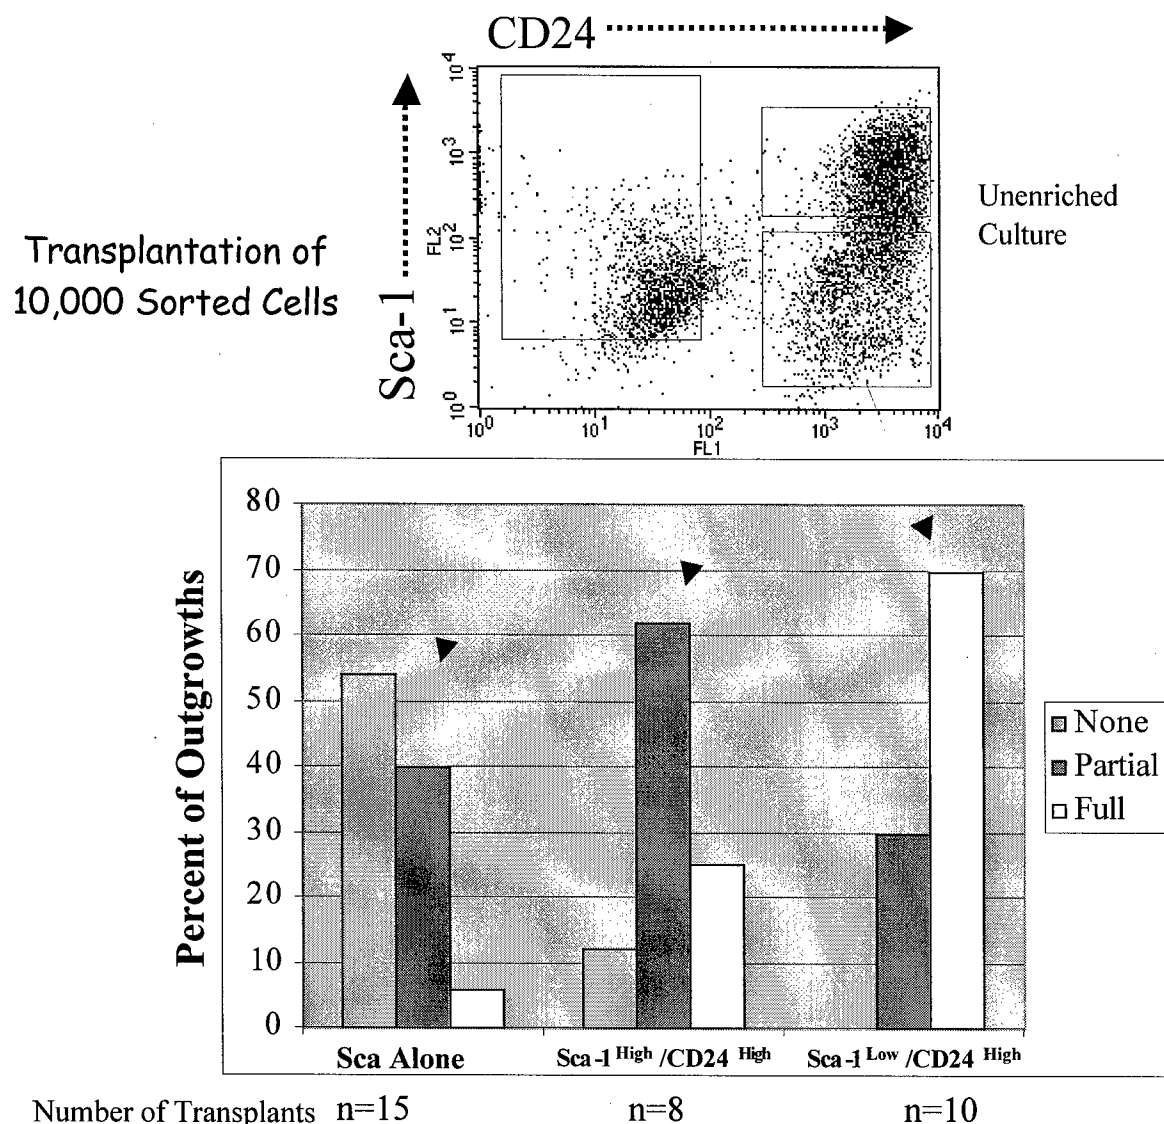 CD24
Sca-1
10^4
10^3
10^2
10^1
10^0
FL2
10^0
10^1
10^2
10^3
10^4
FL1
Unenriched
Culture
Transplantation of
10,000 Sorted Cells
Percent of Outgrowths
80
70
60
50
40
30
20
10
0
None
Partial
Full
Sca Alone
Sca-1 High /CD24 High
Sca-1 Low /CD24 High
Number of Transplants n=15 n=8 n=10